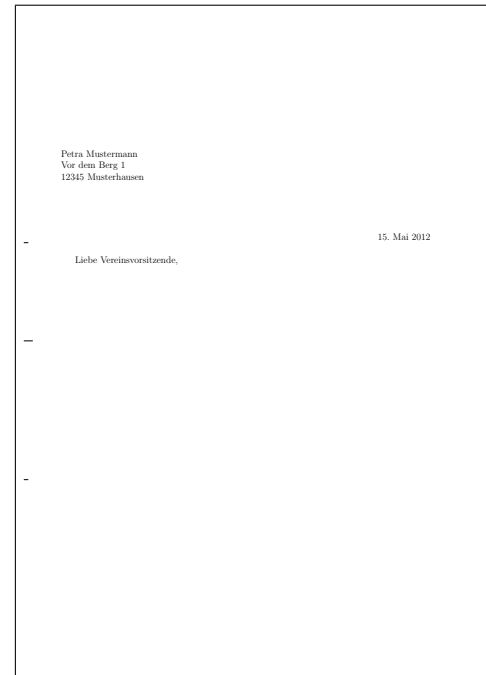 Petra Mustermann
Vor dem Berg 1
12345 Musterhausen
15. Mai 2012
Liebe Vereinsvorsitzende,